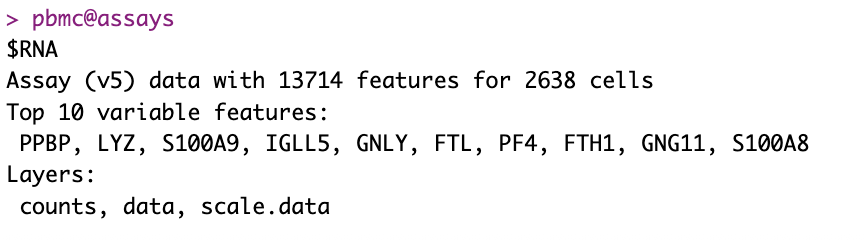 > pbmc@assays
$RNA
Assay (v5) data with 13714 features for 2638 cells
Top 10 variable features:
 PPBP, LYZ, S100A9, IGLL5, GNLY, FTL, PF4, FTH1, GNG11, S100A8
Layers:
 counts, data, scale.data